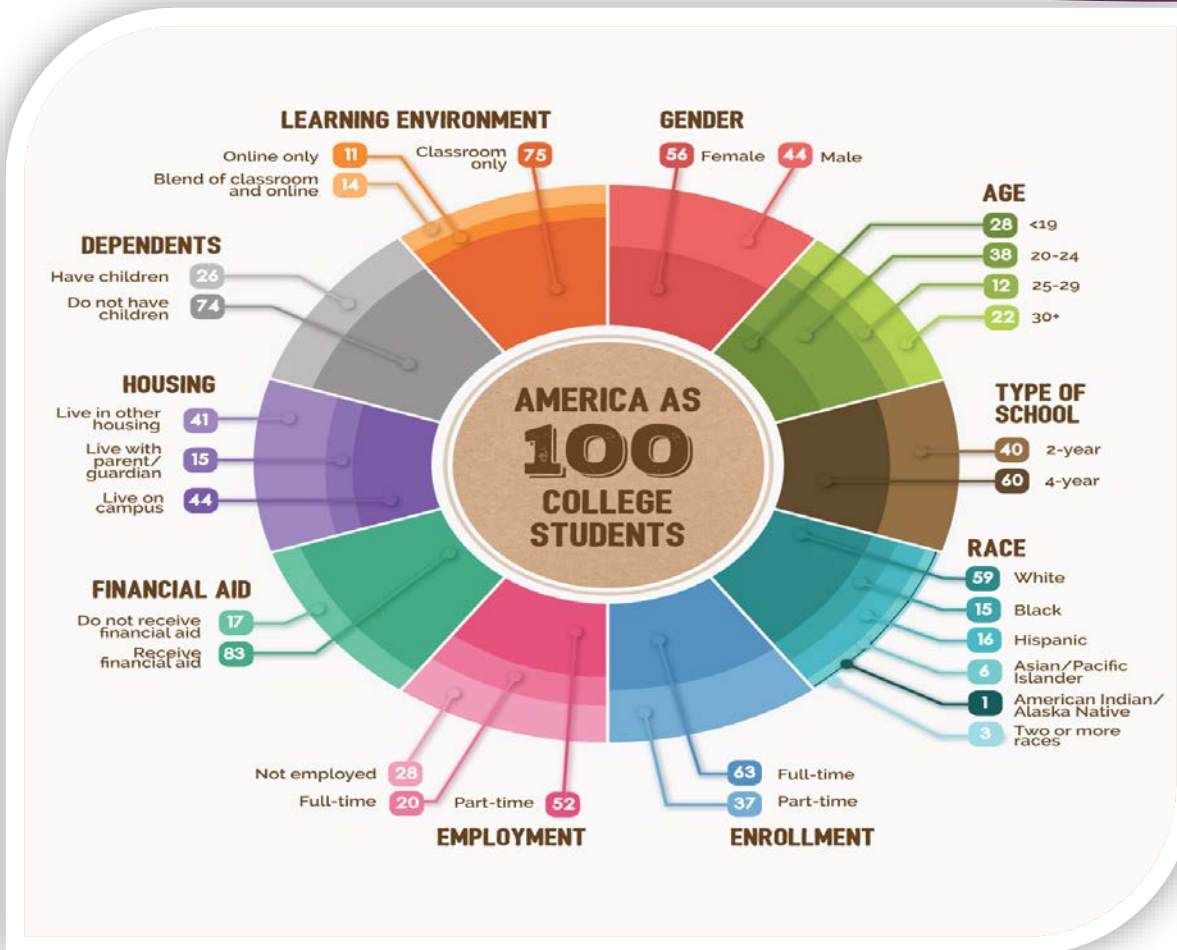 LEARNING ENVIRONMENT
Online only 11
Blend of classroom
and online 14
Classroom
only 75
GENDER
56 Female 44 Male
AGE
28 <19
38 20-24
12 25-29
22 30+
DEPENDENTS
Have children 26
Do not have
children 74
HOUSING
Live in other
housing 41
Live with
parent/
guardian 15
Live on
campus 44
AMERICA AS
100
COLLEGE
STUDENTS
TYPE OF
SCHOOL
40 2-year
60 4-year
RACE
59 White
15 Black
16 Hispanic
6 Asian/Pacific
Islander
1 American Indian/
Alaska Native
3 Two or more
races
FINANCIAL AID
Do not receive
financial aid 17
Receive
financial aid 83
Not employed 28
Full-time 20 Part-time 52
EMPLOYMENT
63 Full-time
37 Part-time
ENROLLMENT